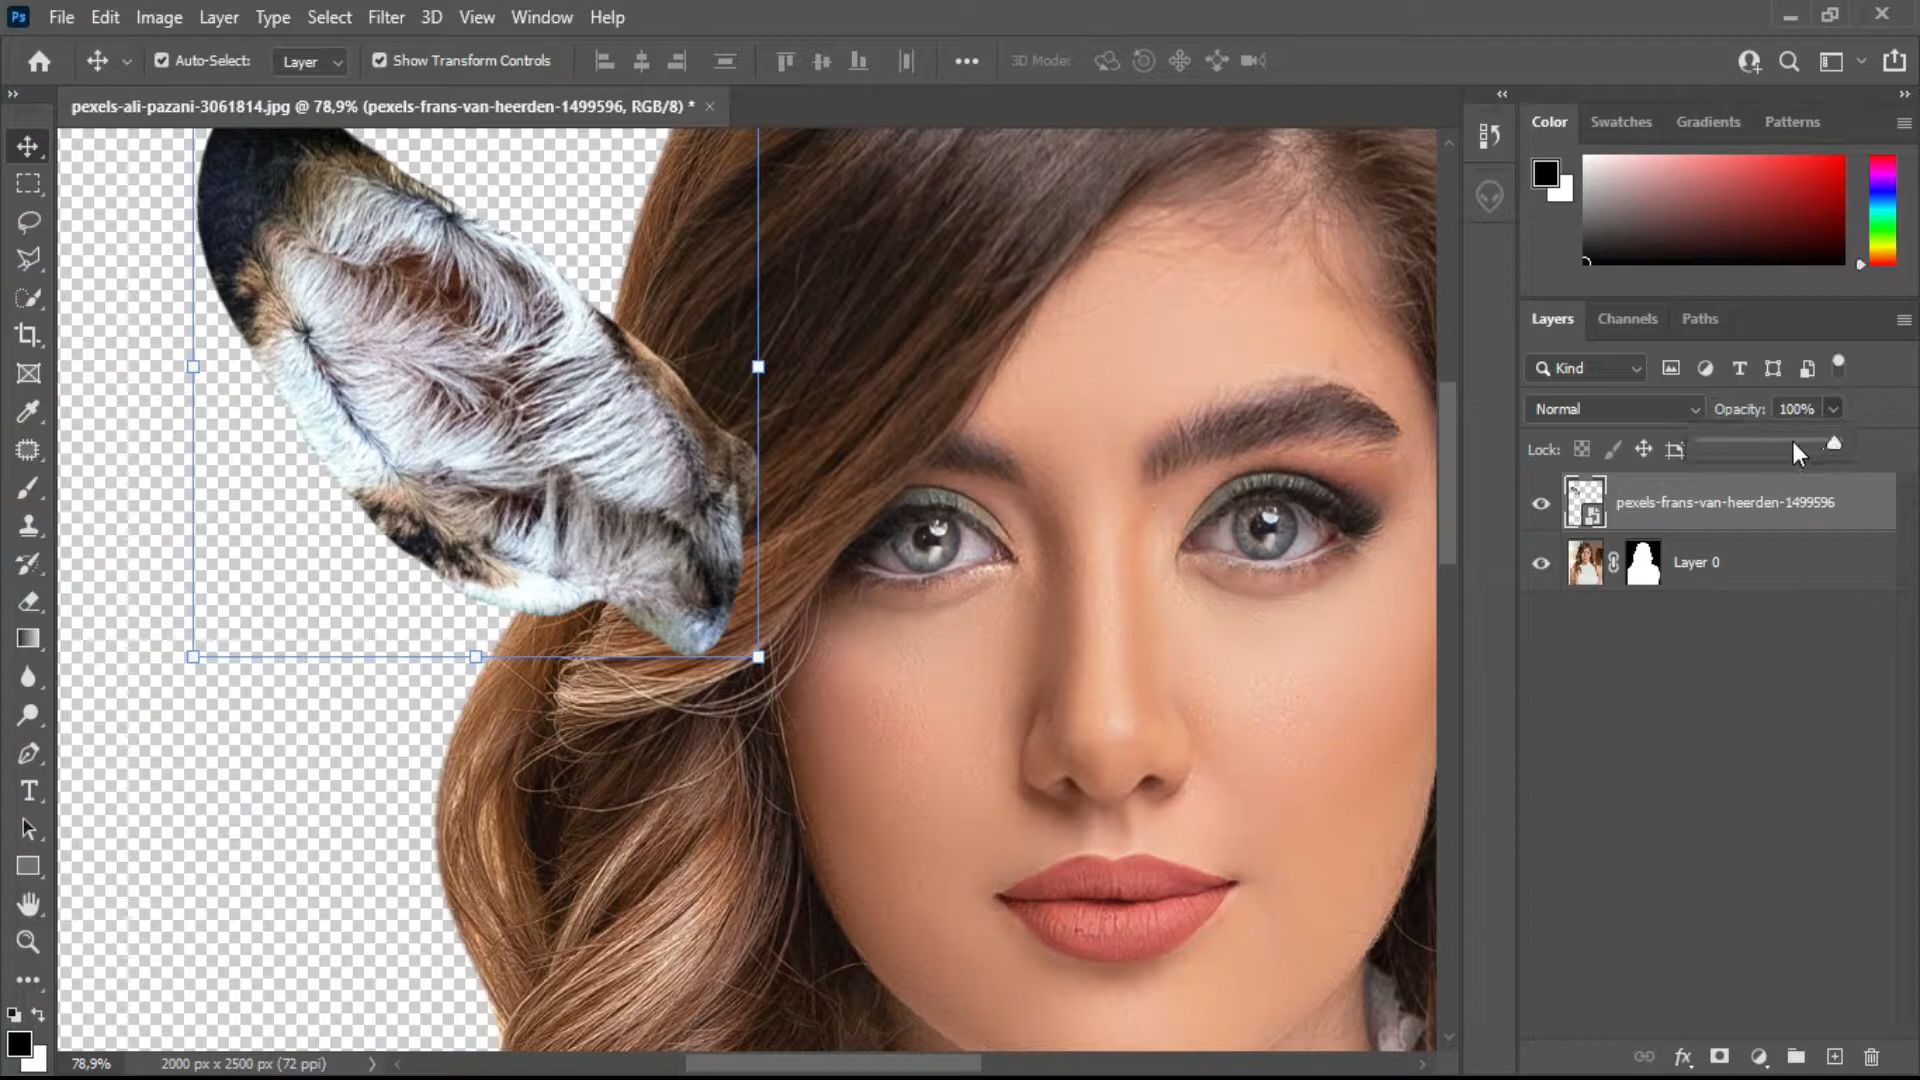 Ps File Edit Image Layer Type Select Filter 3D View Window Help
Auto-Select: Layer Show Transform Controls 3D Mode:
pexels-ali-pazani-3061814.jpg @ 78,9% (pexels-frans-van-heerden-1499596, RGB/8) *
Color Swatches Gradients Patterns
Layers Channels Paths
Kind
Normal Opacity: 100%
Lock:
pexels-frans-van-heerden-1499596
Layer 0
78,9% 2000 px x 2500 px (72 ppi)
fx